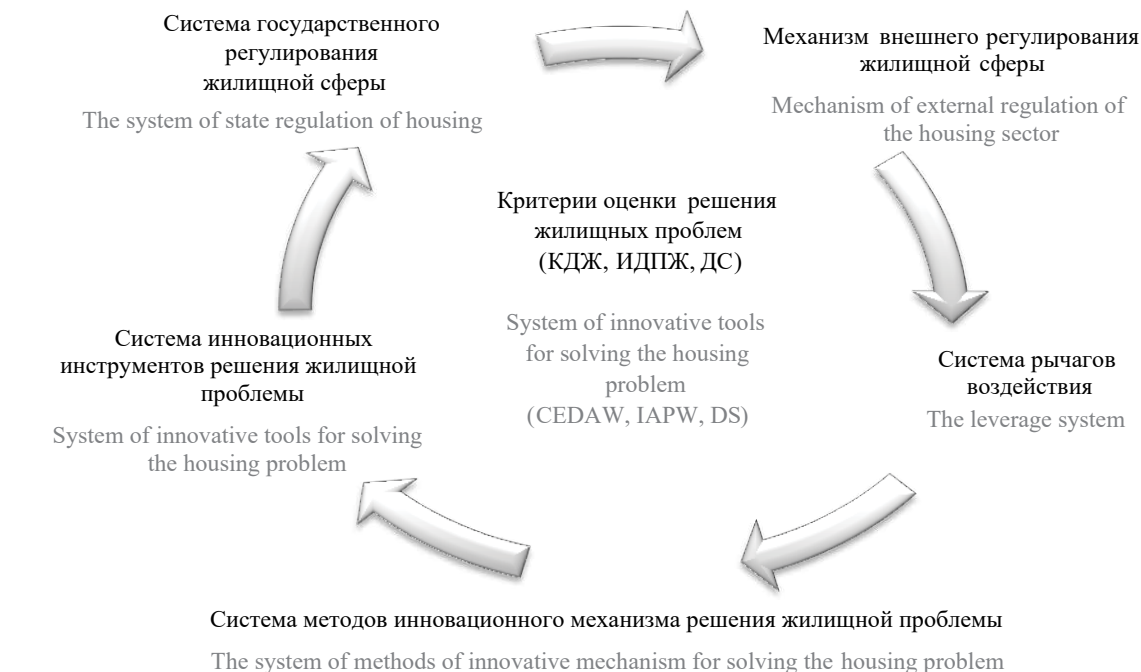 Система государственного
регулирования
жилищной сферы
The system of state regulation of housing
Механизм внешнего регулирования
жилищной сферы
Mechanism of external regulation of
the housing sector
Критерии оценки решения
жилищных проблем
(КДЖ, ИДПЖ, ДС)
System of innovative tools
for solving the housing
problem
(CEDAW, IAPW, DS)
Система рычагов
воздействия
The leverage system
Система инновационных
инструментов решения жилищной
проблемы
System of innovative tools for solving
the housing problem
Система методов инновационного механизма решения жилищной проблемы
The system of methods of innovative mechanism for solving the housing problem